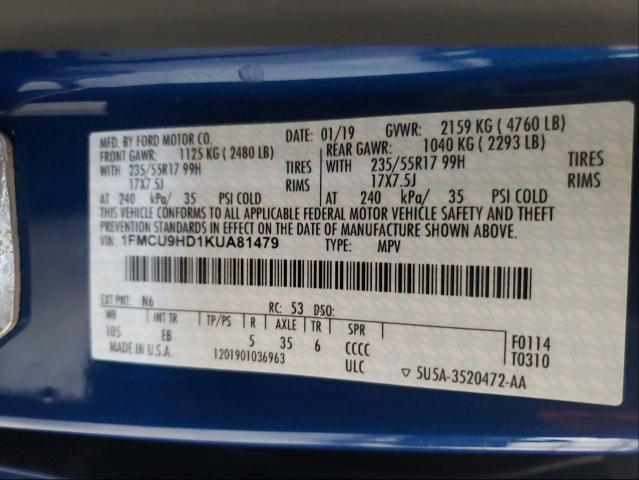 MFD. BY FORD MOTOR CO. DATE: 01/19 GVWR: 2159 KG ( 4760 LB)
FRONT GAWR: 1125 KG ( 2480 LB) REAR GAWR: 1040 KG ( 2293 LB)
WITH 235/55R17 99H TIRES WITH 235/55R17 99H TIRES
17X7.5J RIMS 17X7.5J RIMS
AT 240 kPa/ 35 PSI COLD AT 240 kPa/ 35 PSI COLD
THIS VEHICLE CONFORMS TO ALL APPLICABLE FEDERAL MOTOR VEHICLE SAFETY AND THEFT
PREVENTION STANDARDS IN EFFECT ON THE DATE OF MANUFACTURE SHOWN ABOVE.
VIN: 1FMCU9HD1KUA81479 TYPE: MPV
EXT PNT: N6 RC: 53 DSO:
WB INT TR TP/PS R AXLE TR SPR
105 EB 5 35 6 CCCC F0114
MADE IN U.S.A. 1201901036963 ULC ▽ 5U5A-3520472-AA T0310